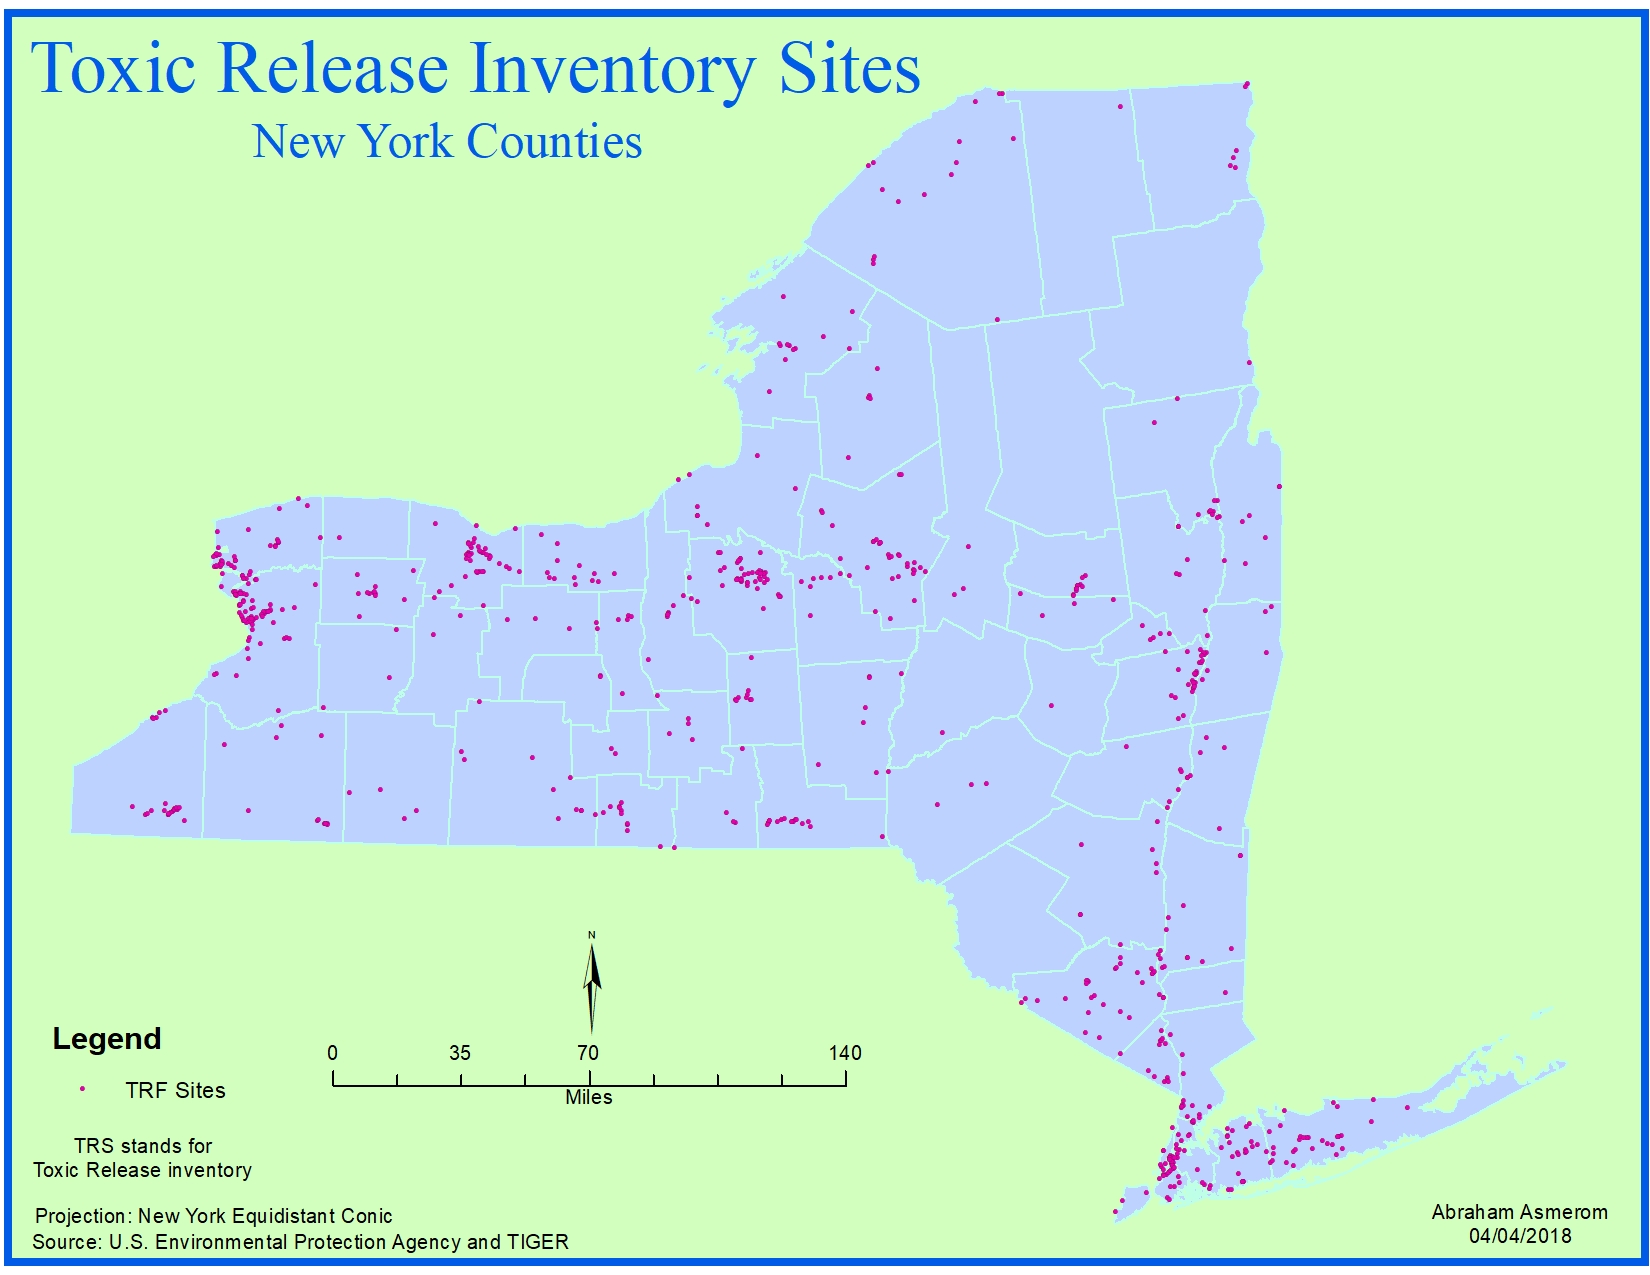 Toxic Release Inventory Sites
New York Counties
N
Legend
TRF Sites
0 35 70 140
Miles
TRS stands for
Toxic Release inventory
Projection: New York Equidistant Conic
Source: U.S. Environmental Protection Agency and TIGER
Abraham Asmerom
04/04/2018